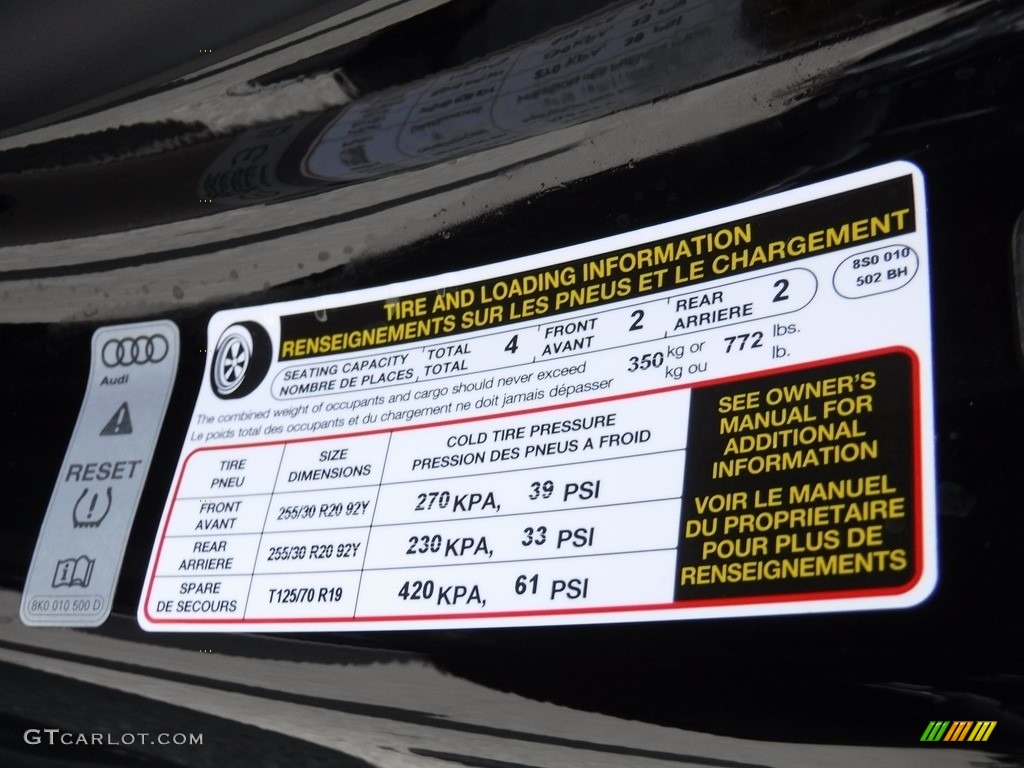 TIRE AND LOADING INFORMATION
RENSEIGNEMENTS SUR LES PNEUS ET LE CHARGEMENT
8S0 010
502 BH
SEATING CAPACITY TOTAL 4 FRONT 2 REAR 2
NOMBRE DE PLACES, TOTAL AVANT ARRIERE
The combined weight of occupants and cargo should never exceed 350 kg or 772 lbs.
Le poids total des occupants et du chargement ne doit jamais dépasser kg ou lb.
TIRE
PNEU
SIZE
DIMENSIONS
COLD TIRE PRESSURE
PRESSION DES PNEUS A FROID
FRONT
AVANT
255/30 R20 92Y
270 KPA, 39 PSI
REAR
ARRIERE
255/30 R20 92Y
230 KPA, 33 PSI
SPARE
DE SECOURS
T125/70 R19
420 KPA, 61 PSI
SEE OWNER'S
MANUAL FOR
ADDITIONAL
INFORMATION
VOIR LE MANUEL
DU PROPRIETAIRE
POUR PLUS DE
RENSEIGNEMENTS
Audi
RESET
8K0 010 500 D
GTCARLOT.COM